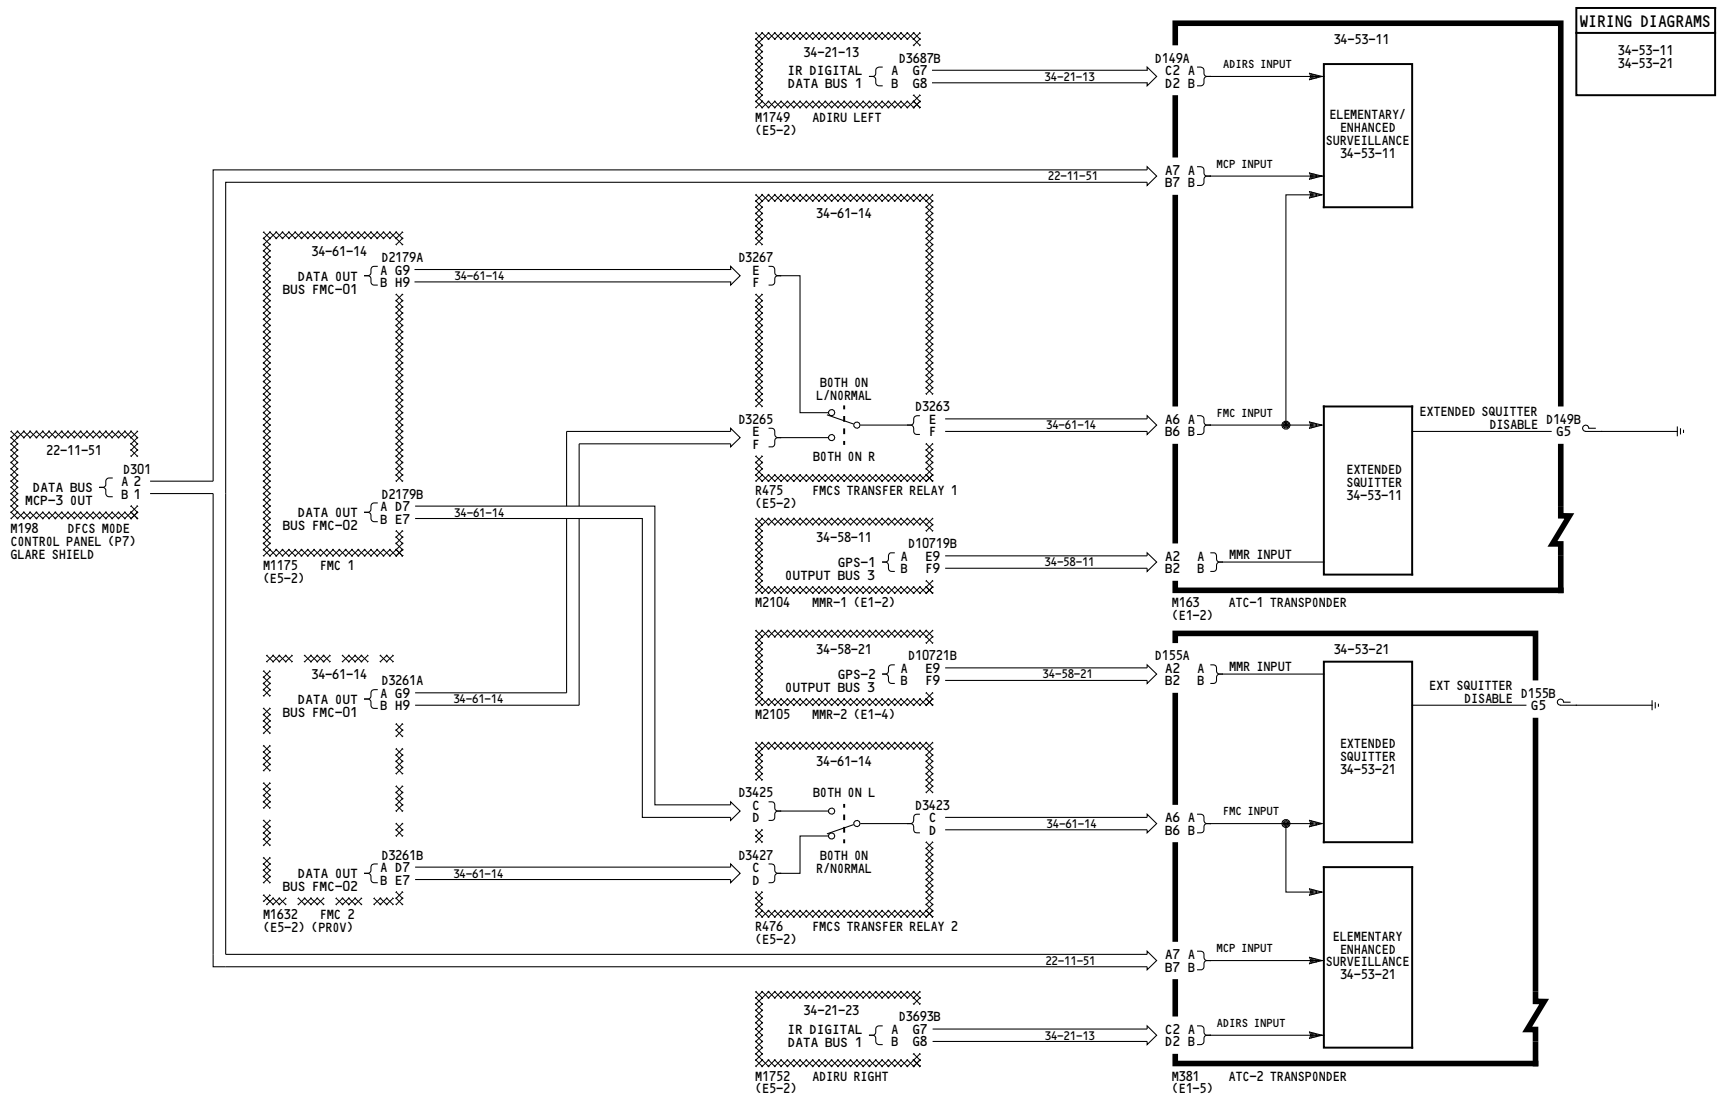 WIRING DIAGRAMS
34-53-11
34-53-21
34-21-13
D3687B
IR DIGITAL
DATA BUS 1
A G7
B G8
M1749 ADIRU LEFT
(E5-2)
34-21-13
D149A
C2 A
D2 B
ADIRS INPUT
34-53-11
ELEMENTARY/
ENHANCED
SURVEILLANCE
34-53-11
22-11-51
A7 A
B7 B
MCP INPUT
34-61-14
D2179A
DATA OUT
BUS FMC-01
A G9
B H9
34-61-14
34-61-14
D3267
E
F
BOTH ON
L/NORMAL
D3265
E
F
BOTH ON R
D3263
E
F
R475 FMCS TRANSFER RELAY 1
(E5-2)
34-61-14
A6 A
B6 B
FMC INPUT
EXTENDED
SQUITTER
34-53-11
EXTENDED SQUITTER
DISABLE
D149B
G5
22-11-51
D301
DATA BUS
MCP-3 OUT
A 2
B 1
M198 DFCS MODE
CONTROL PANEL (P7)
GLARE SHIELD
D2179B
DATA OUT
BUS FMC-02
A D7
B E7
34-61-14
M1175 FMC 1
(E5-2)
34-58-11
D10719B
GPS-1
OUTPUT BUS 3
A E9
B F9
M2104 MMR-1 (E1-2)
34-58-11
A2 A
B2 B
MMR INPUT
M163 ATC-1 TRANSPONDER
(E1-2)
34-58-21
D10721B
GPS-2
OUTPUT BUS 3
A E9
B F9
M2105 MMR-2 (E1-4)
34-58-21
D155A
A2 A
B2 B
MMR INPUT
34-53-21
EXT SQUITTER
DISABLE
D155B
G5
EXTENDED
SQUITTER
34-53-21
34-61-14
D3261A
DATA OUT
BUS FMC-01
A G9
B H9
34-61-14
34-61-14
BOTH ON L
D3425
C
D
D3423
C
D
BOTH ON
R/NORMAL
D3427
C
D
R476 FMCS TRANSFER RELAY 2
(E5-2)
34-61-14
A6 A
B6 B
FMC INPUT
D3261B
DATA OUT
BUS FMC-02
A D7
B E7
34-61-14
M1632 FMC 2
(E5-2) (PROV)
22-11-51
A7 A
B7 B
MCP INPUT
ELEMENTARY
ENHANCED
SURVEILLANCE
34-53-21
34-21-23
D3693B
IR DIGITAL
DATA BUS 1
A G7
B G8
M1752 ADIRU RIGHT
(E5-2)
34-21-13
C2 A
D2 B
ADIRS INPUT
M381 ATC-2 TRANSPONDER
(E1-5)